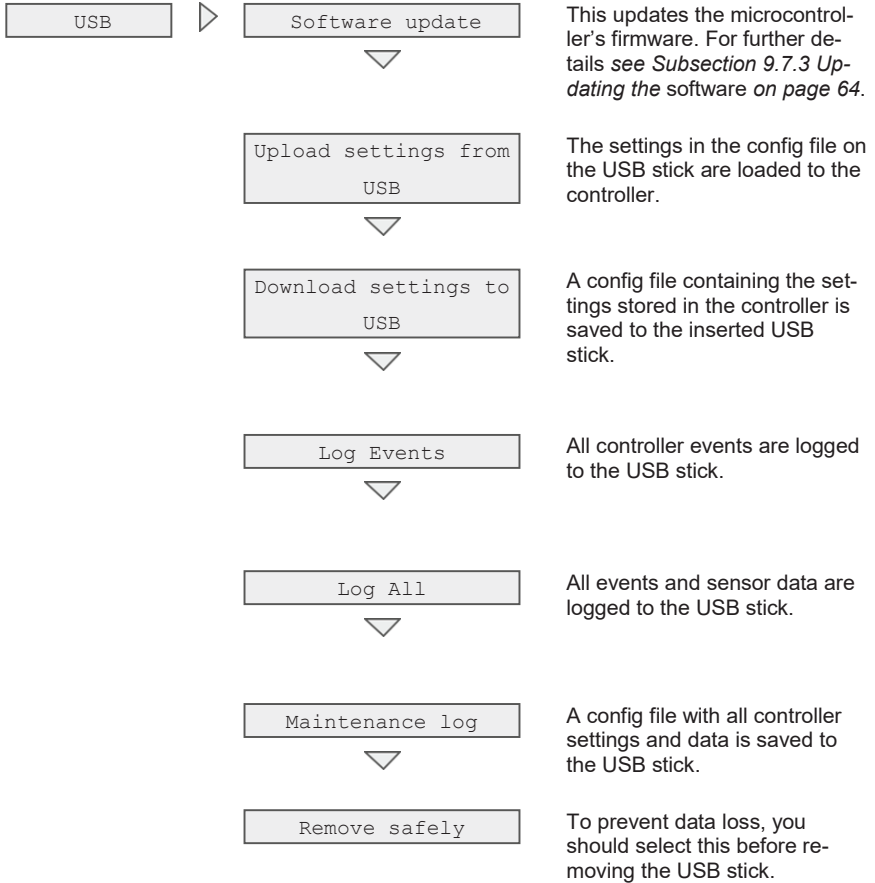 USB
Software update
This updates the microcontrol-
ler's firmware. For further de-
tails see Subsection 9.7.3 Up-
dating the software on page 64.
Upload settings from
USB
The settings in the config file on
the USB stick are loaded to the
controller.
Download settings to
USB
A config file containing the set-
tings stored in the controller is
saved to the inserted USB
stick.
Log Events
All controller events are logged
to the USB stick.
Log All
All events and sensor data are
logged to the USB stick.
Maintenance log
A config file with all controller
settings and data is saved to
the USB stick.
Remove safely
To prevent data loss, you
should select this before re-
moving the USB stick.